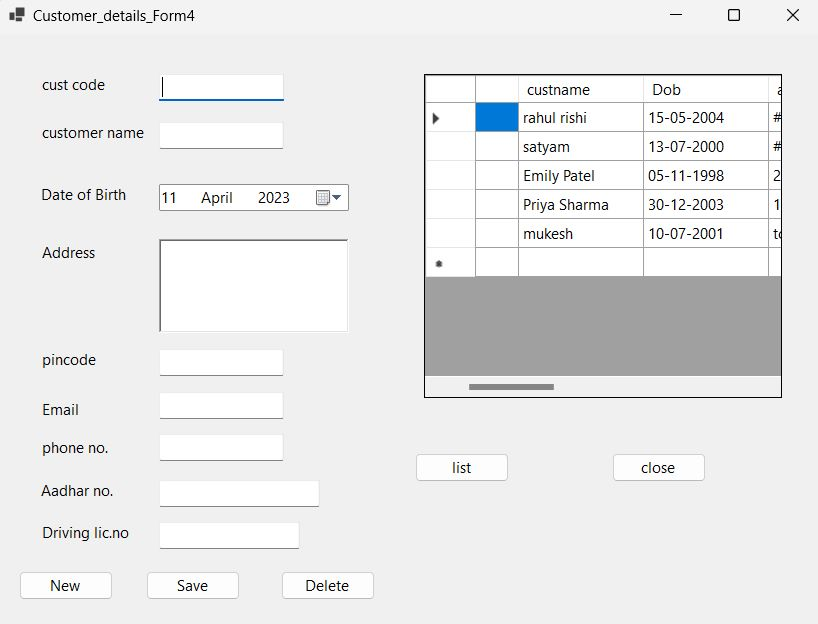 Customer_details_Form4
cust code
customer name
Date of Birth
11 April 2023
Address
pincode
Email
phone no.
Aadhar no.
Driving lic.no
New Save Delete
custname Dob
rahul rishi 15-05-2004 #
satyam 13-07-2000 #
Emily Patel 05-11-1998 2
Priya Sharma 30-12-2003 1
mukesh 10-07-2001
list close